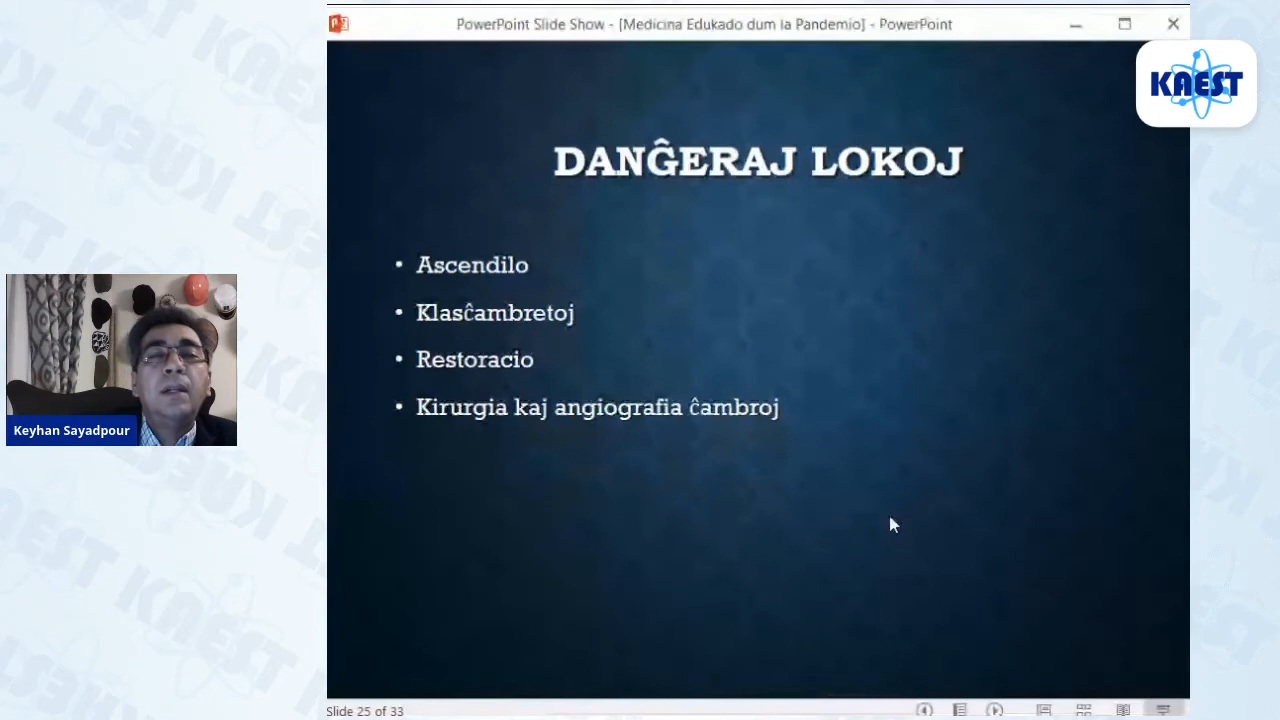 PowerPoint Slide Show - [Medicina Edukado dum la Pandemio] - PowerPoint
KAEST
DANĜERAJ LOKOJ
• Ascendilo
• Klasĉambretoj
• Restoracio
• Kirurgia kaj angiografia ĉambroj
Keyhan Sayadpour
Slide 25 of 33